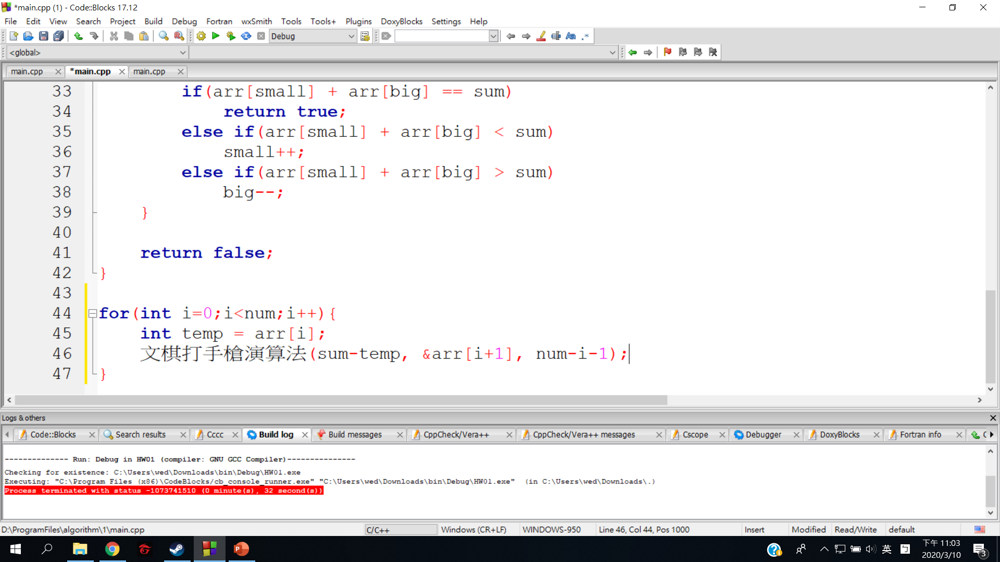 *main.cpp (1) - Code::Blocks 17.12
File Edit View Search Project Build Debug Fortran wxSmith Tools Tools+ Plugins DoxyBlocks Settings Help
Debug
<global>
main.cpp *main.cpp main.cpp
33 if(arr[small] + arr[big] == sum)
34 return true;
35 else if(arr[small] + arr[big] < sum)
36 small++;
37 else if(arr[small] + arr[big] > sum)
38 big--;
39 }
40
41 return false;
42 }
43
44 for(int i=0;i<num;i++){
45 int temp = arr[i];
46 文棋打手槍演算法(sum-temp, &arr[i+1], num-i-1);
47 }
Logs & others
Code::Blocks Search results Cccc Build log Build messages CppCheck/Vera++ CppCheck/Vera++ messages Cscope Debugger DoxyBlocks Fortran info
-------------- Run: Debug in HW01 (compiler: GNU GCC Compiler)---------------
Checking for existence: C:\Users\wed\Downloads\bin\Debug\HW01.exe
Executing: "C:\Program Files (x86)\CodeBlocks/cb_console_runner.exe" "C:\Users\wed\Downloads\bin\Debug\HW01.exe"  (in C:\Users\wed\Downloads\.)
Process terminated with status -1073741510 (0 minute(s), 32 second(s))
D:\ProgramFiles\algorithm\1\main.cpp C/C++ Windows (CR+LF) WINDOWS-950 Line 46, Col 44, Pos 1000 Insert Modified Read/Write default
英 下午 11:03
2020/3/10 3